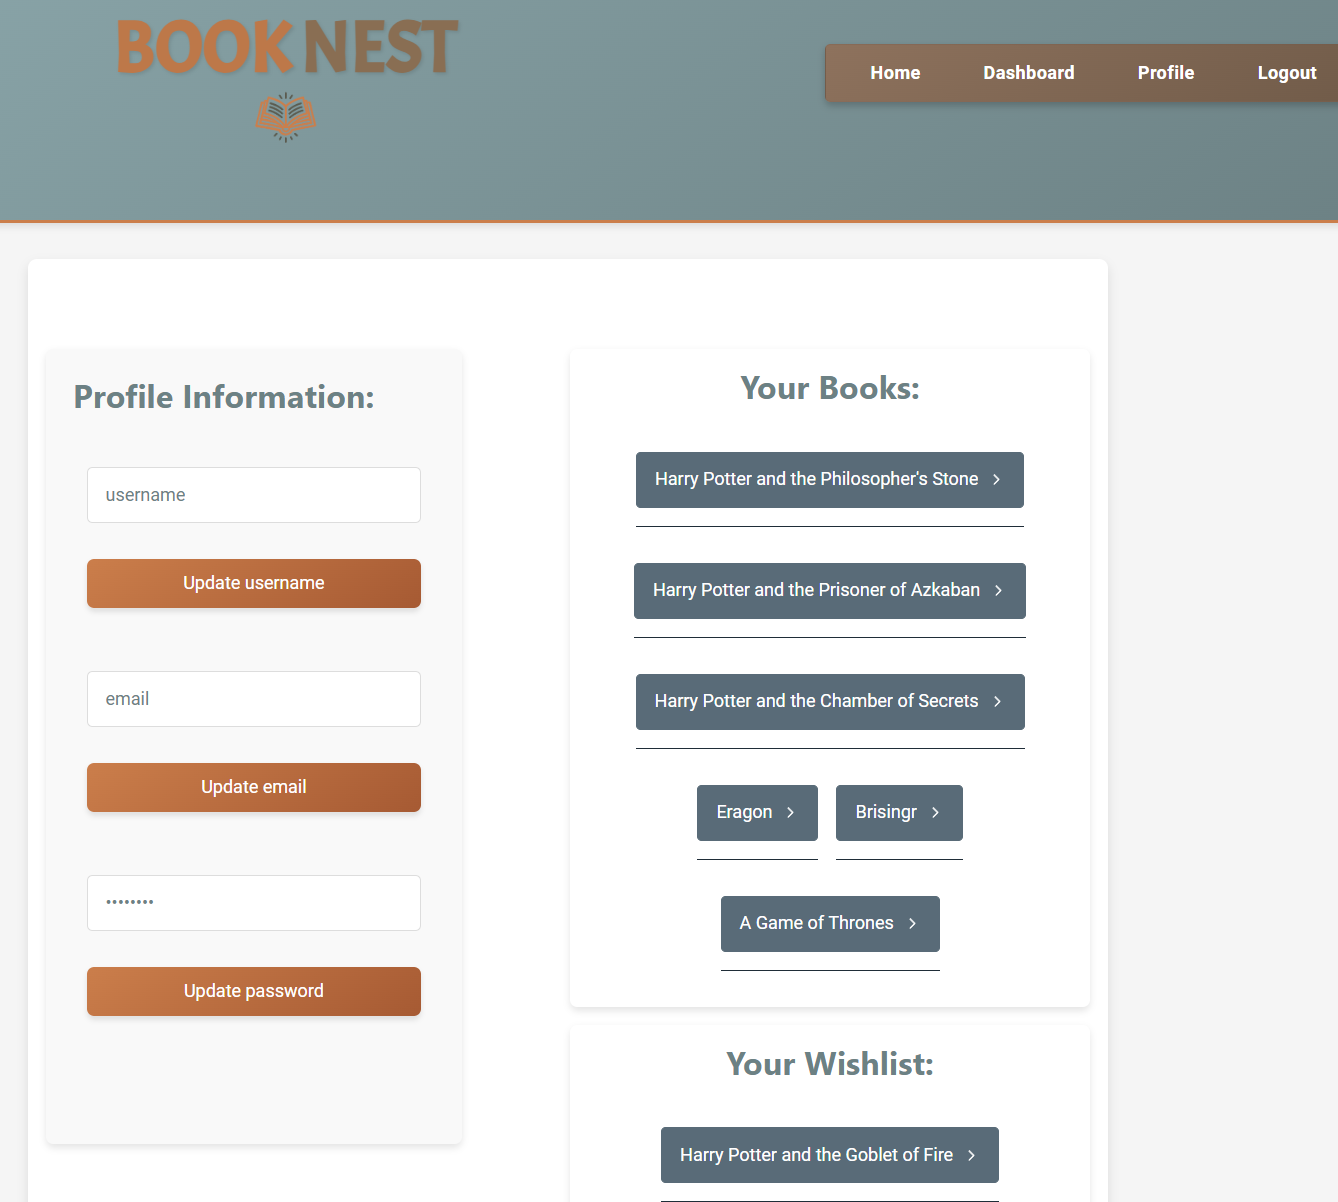 BOOK NEST
Home Dashboard Profile Logout
Profile Information:
username
Update username
email
Update email
••••••••
Update password
Your Books:
Harry Potter and the Philosopher's Stone
Harry Potter and the Prisoner of Azkaban
Harry Potter and the Chamber of Secrets
Eragon Brisingr
A Game of Thrones
Your Wishlist:
Harry Potter and the Goblet of Fire